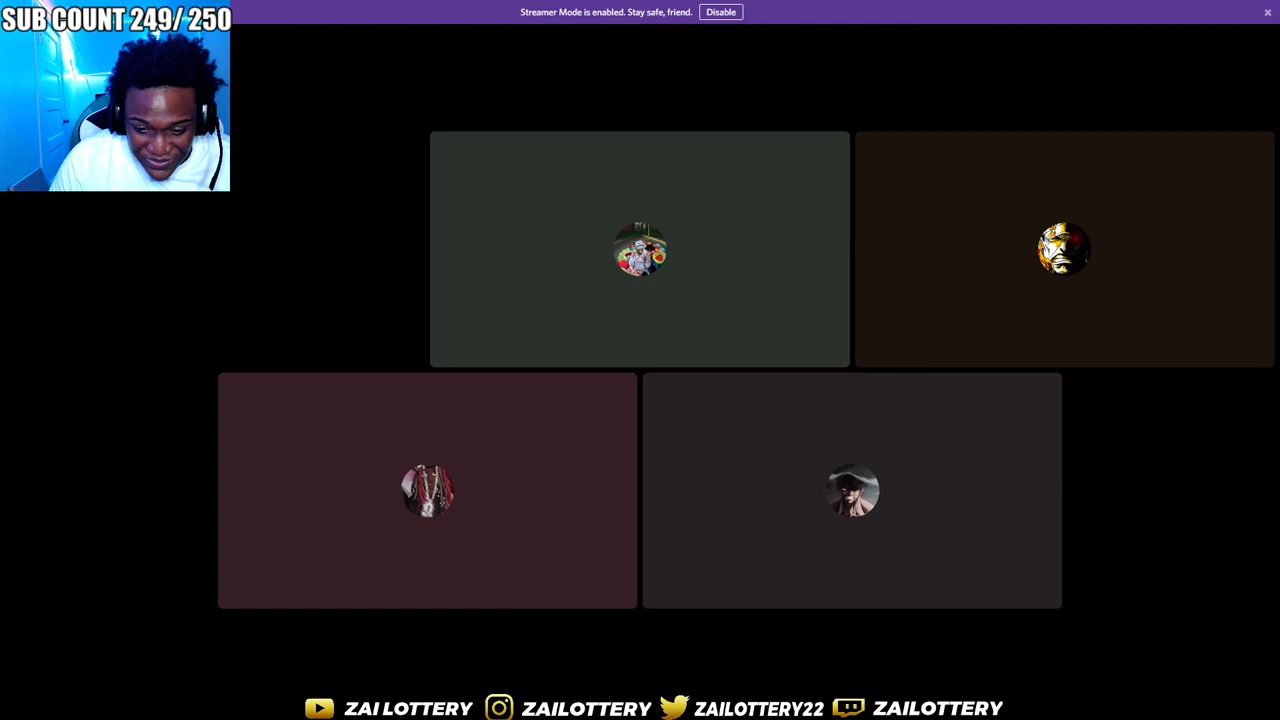 SUB COUNT 249/ 250
Streamer Mode is enabled. Stay safe, friend. Disable
ZAI LOTTERY ZAILOTTERY ZAILOTTERY22 ZAILOTTERY